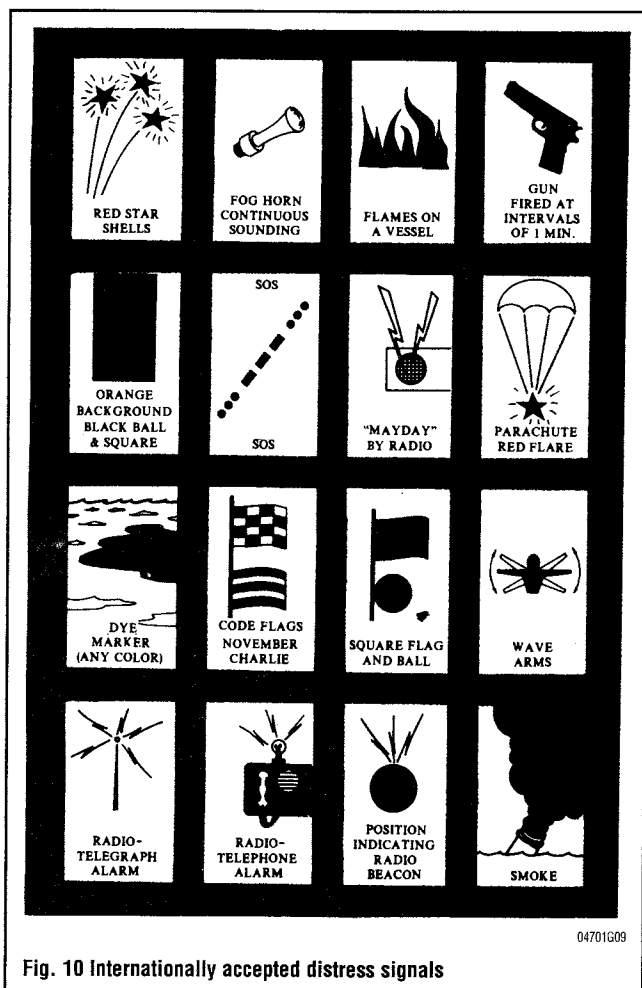 RED STAR
SHELLS
FOG HORN
CONTINUOUS
SOUNDING
FLAMES ON
A VESSEL
GUN
FIRED AT
INTERVALS
OF 1 MIN.
ORANGE
BACKGROUND
BLACK BALL
& SQUARE
SOS
SOS
"MAYDAY"
BY RADIO
PARACHUTE
RED FLARE
DYE
MARKER
(ANY COLOR)
CODE FLAGS
NOVEMBER
CHARLIE
SQUARE FLAG
AND BALL
WAVE
ARMS
RADIO-
TELEGRAPH
ALARM
RADIO-
TELEPHONE
ALARM
POSITION
INDICATING
RADIO
BEACON
SMOKE
04701G09
Fig. 10 Internationally accepted distress signals